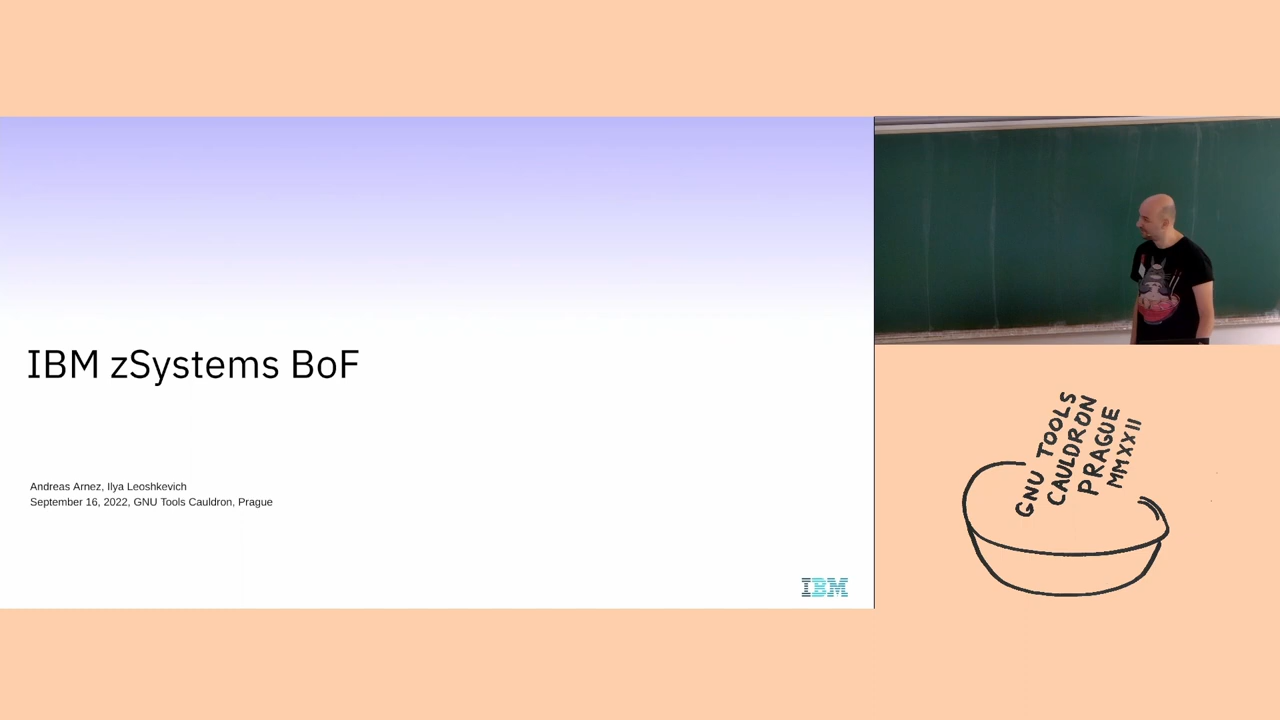 IBM zSystems BoF
Andreas Arnez, Ilya Leoshkevich
September 16, 2022, GNU Tools Cauldron, Prague
IBM
GNU TOOLS
CAULDRON
PRAGUE
MMXXII